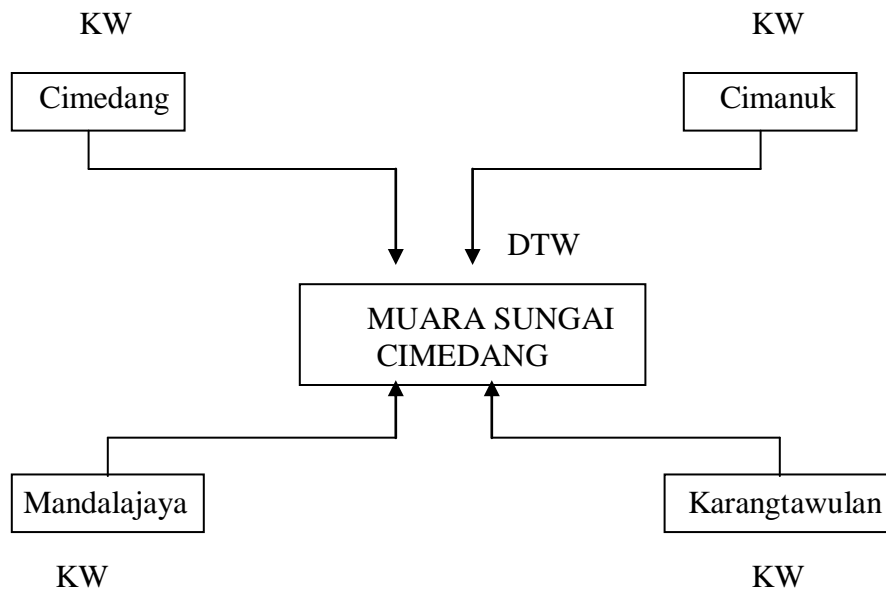 KW
KW
Cimedang
Cimanuk
DTW
MUARA SUNGAI
CIMEDANG
Mandalajaya
Karangtawulan
KW
KW